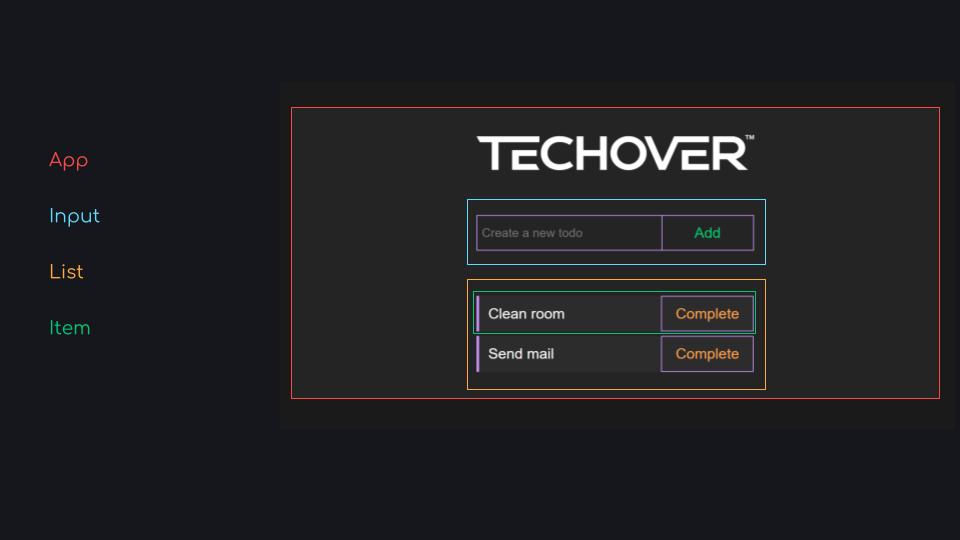 App
Input
List
Item
TECHOVER™
Create a new todo Add
Clean room Complete
Send mail Complete